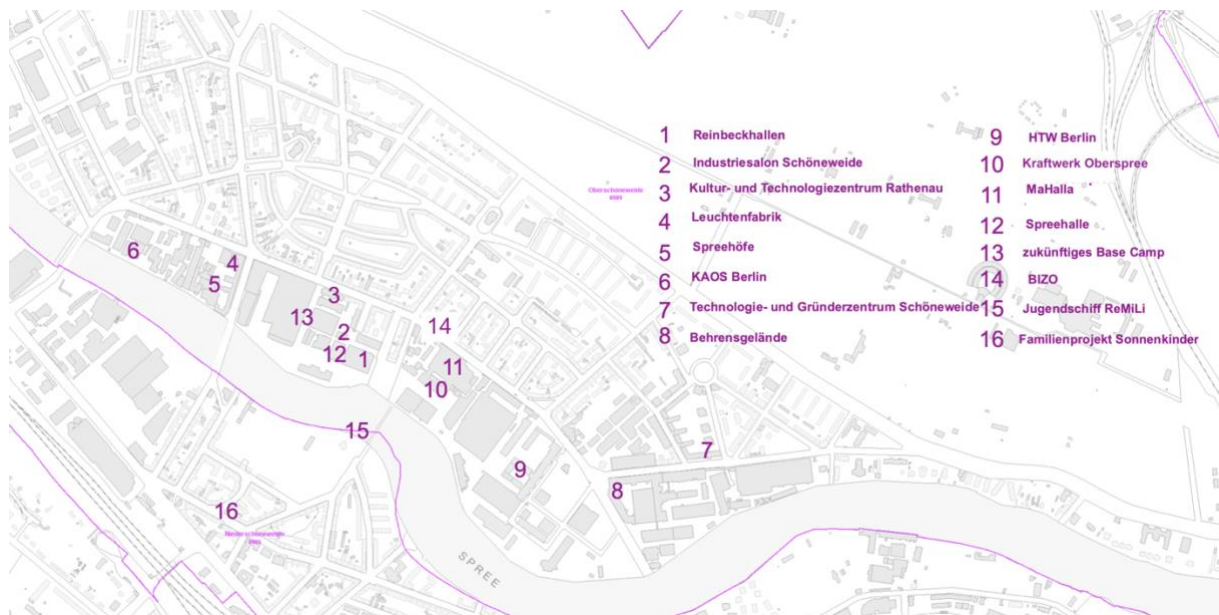 1 Reinbeckhallen
2 Industriesalon Schöneweide
3 Kultur- und Technologiezentrum Rathenau
4 Leuchtenfabrik
5 Spreehöfe
6 KAOS Berlin
7 Technologie- und Gründerzentrum Schöneweide
8 Behrensgelände
9 HTW Berlin
10 Kraftwerk Oberspree
11 MaHalla
12 Spreehalle
13 zukünftiges Base Camp
14 BIZO
15 Jugendschiff ReMiLi
16 Familienprojekt Sonnenkinder
Oberschöneweide
6
4
5
3
13
2
12
1
14
11
10
15
9
7
8
16
Niederschöneweide
SPREE